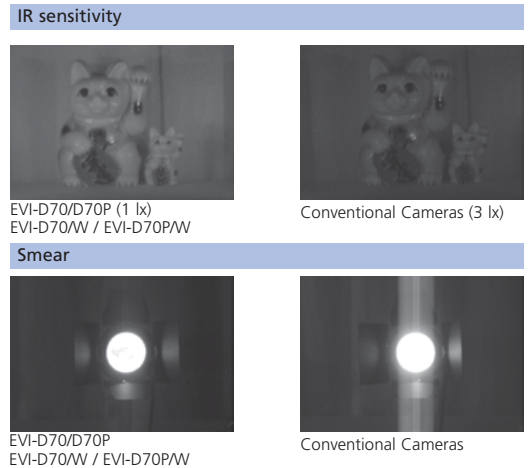 IR sensitivity
EVI-D70/D70P (1 lx)
EVI-D70/W / EVI-D70P/W
Conventional Cameras (3 lx)
Smear
EVI-D70/D70P
EVI-D70/W / EVI-D70P/W
Conventional Cameras